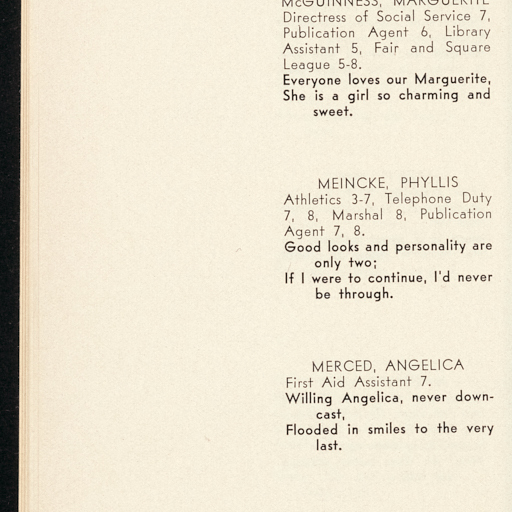 McGUINNESS, MARGUERITE
Directress of Social Service 7,
Publication Agent 6, Library
Assistant 5, Fair and Square
League 5-8.
Everyone loves our Marguerite,
She is a girl so charming and
sweet.
MEINCKE, PHYLLIS
Athletics 3-7, Telephone Duty
7, 8, Marshal 8, Publication
Agent 7, 8.
Good looks and personality are
only two;
If I were to continue, I'd never
be through.
MERCED, ANGELICA
First Aid Assistant 7.
Willing Angelica, never down-
cast,
Flooded in smiles to the very
last.